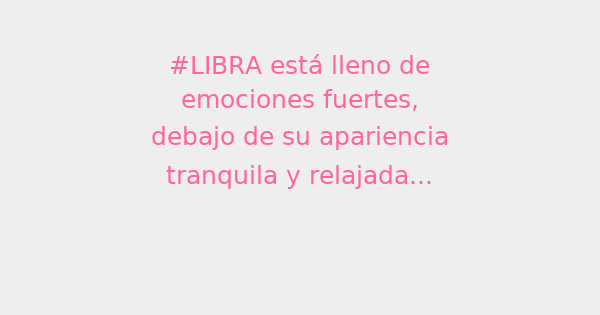 #LIBRA está lleno de
emociones fuertes,
debajo de su apariencia
tranquila y relajada...